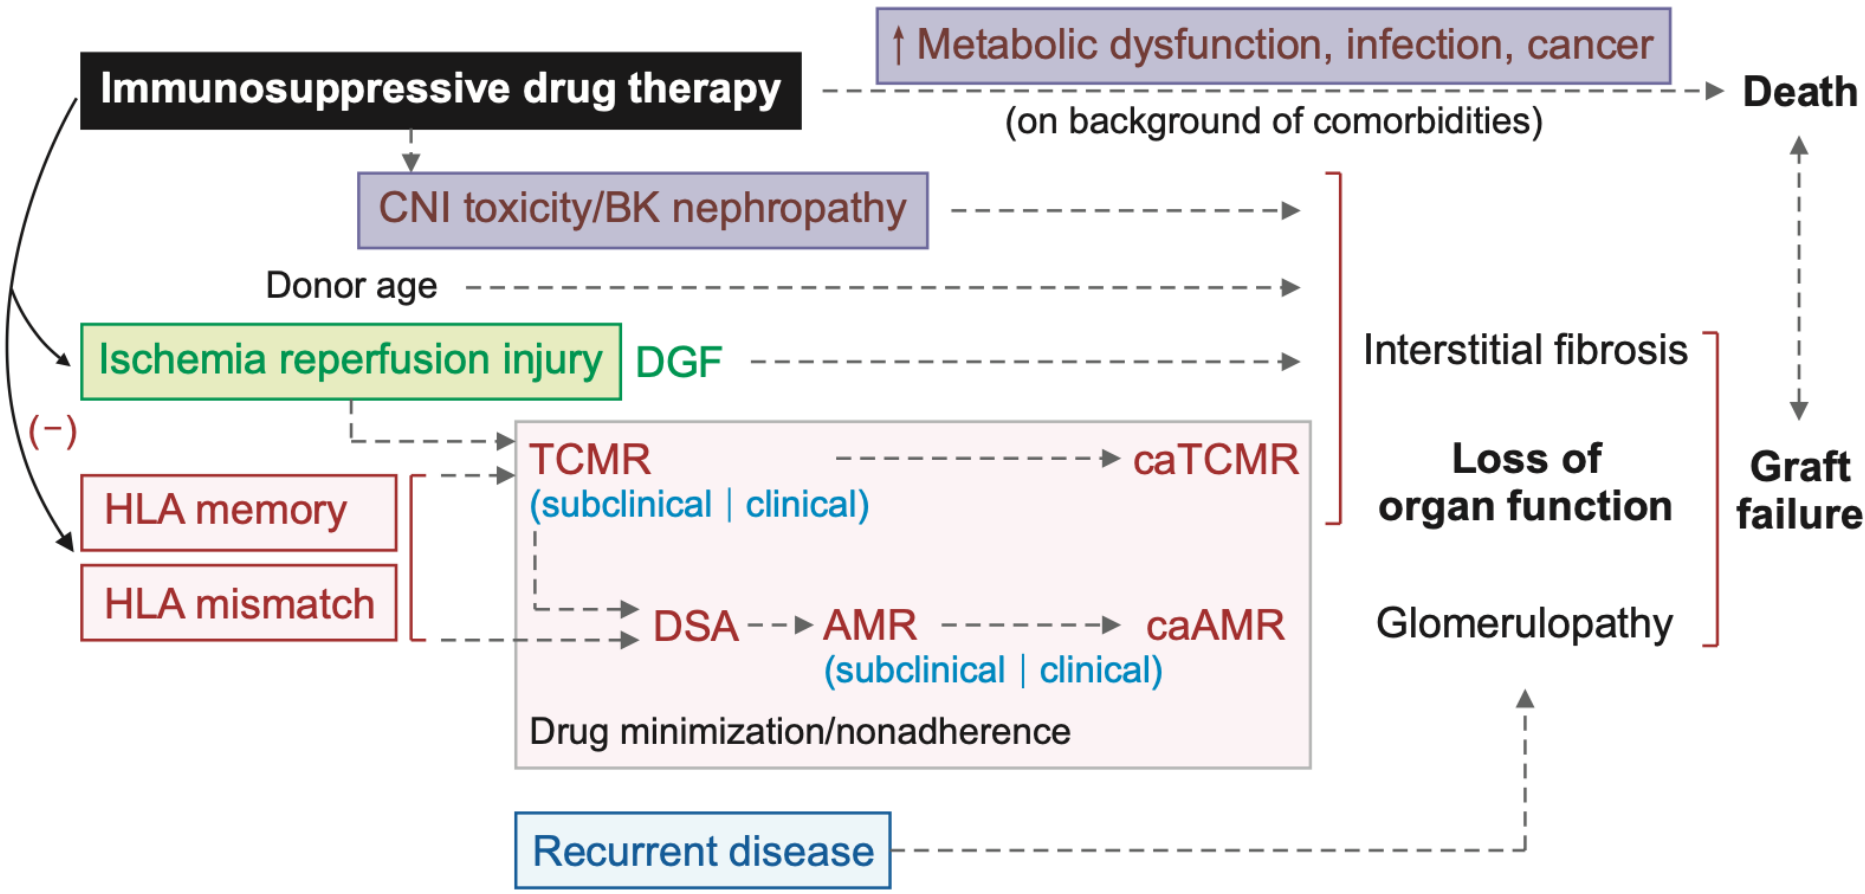 ↑ Metabolic dysfunction, infection, cancer
Immunosuppressive drug therapy
Death
(on background of comorbidities)
CNI toxicity/BK nephropathy
Donor age
Ischemia reperfusion injury
DGF
Interstitial fibrosis
(−)
TCMR
caTCMR
(subclinical | clinical)
Loss of
organ function
Graft
failure
HLA memory
HLA mismatch
DSA
AMR
caAMR
(subclinical | clinical)
Glomerulopathy
Drug minimization/nonadherence
Recurrent disease